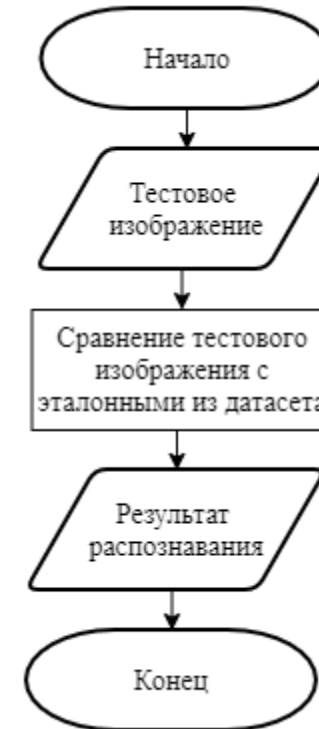 Начало
Тестовое
изображение
Сравнение тестового
изображения с
эталонными из датасета
Результат
распознавания
Конец